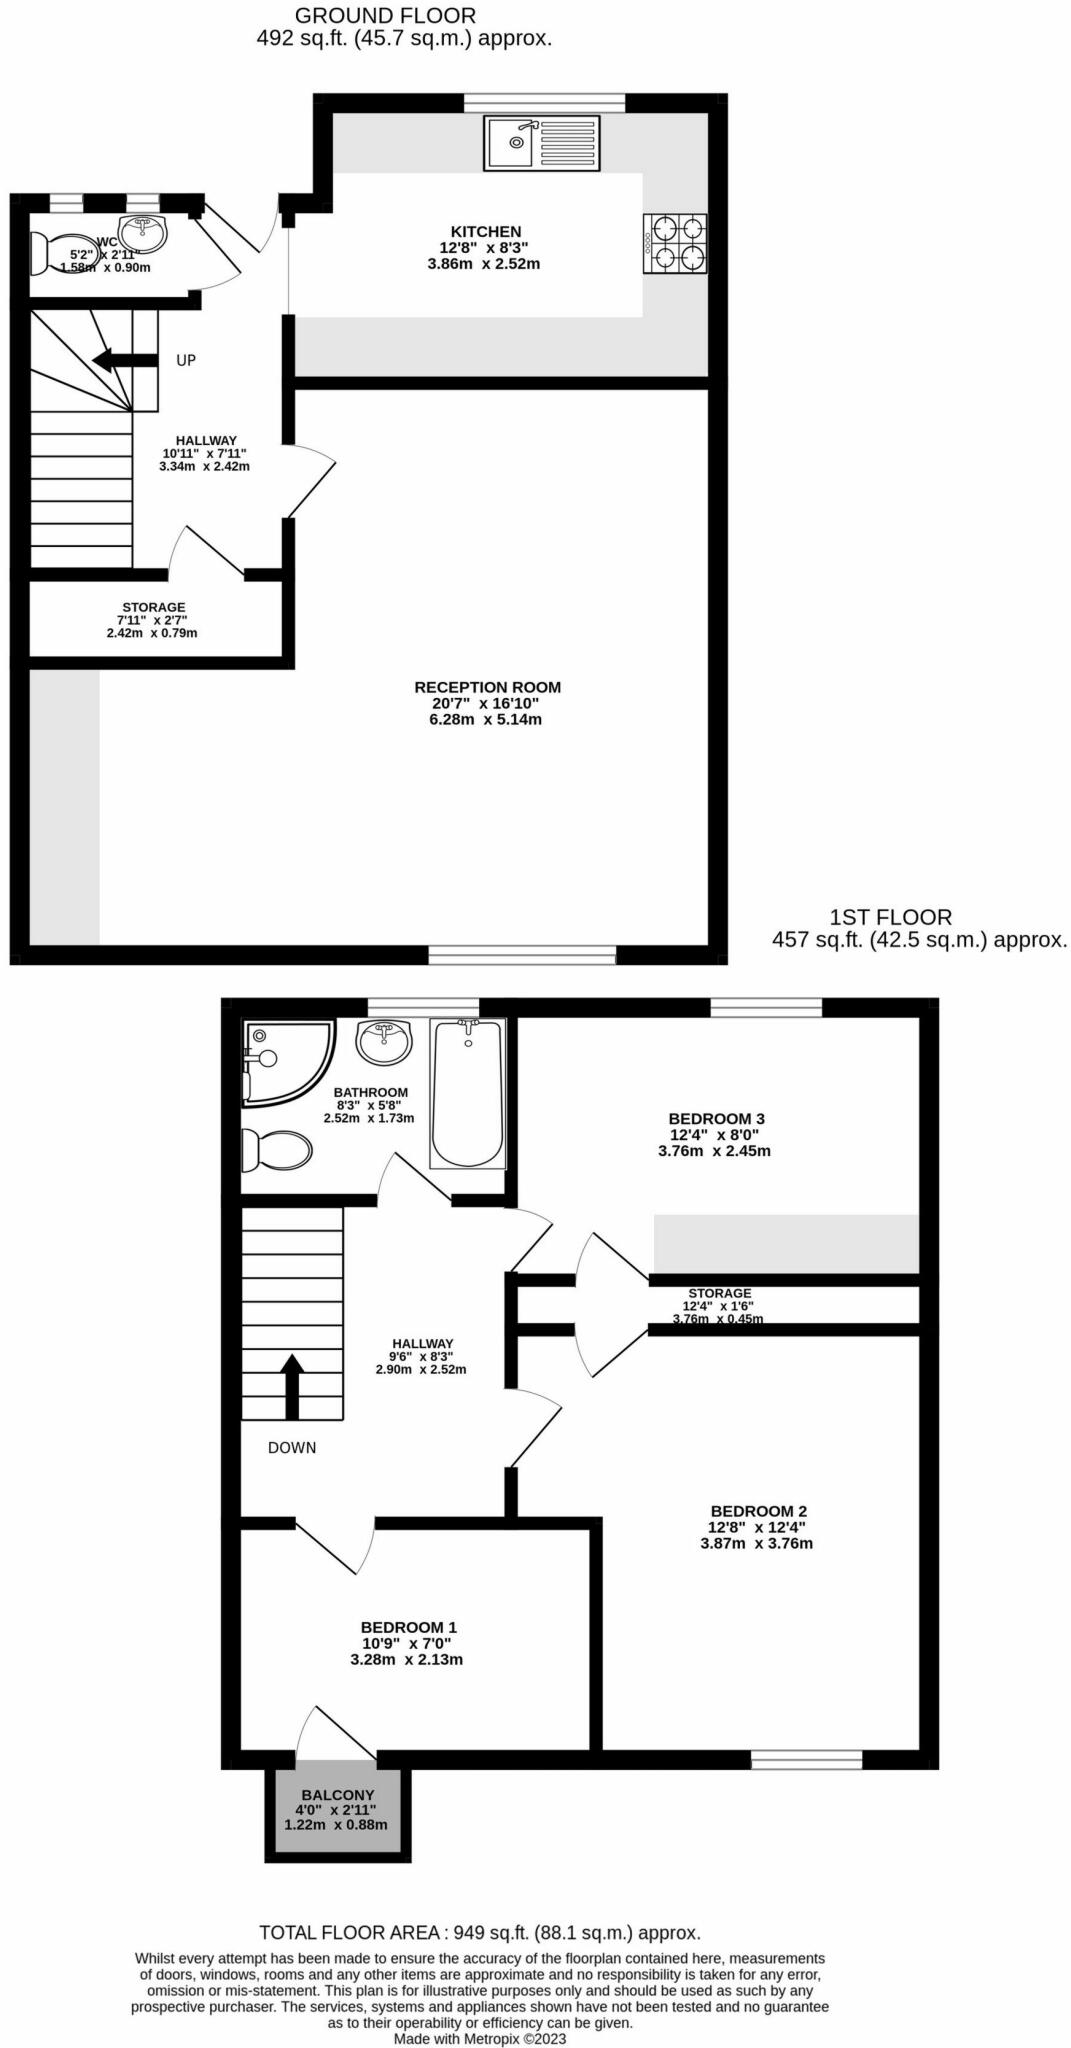 GROUND FLOOR
492 sq.ft. (45.7 sq.m.) approx.
KITCHEN
12'8" x 8'3"
3.86m x 2.52m
WC
5'2" x 2'11"
1.58m x 0.90m
UP
HALLWAY
10'11" x 7'11"
3.34m x 2.42m
STORAGE
7'11" x 2'7"
2.42m x 0.79m
RECEPTION ROOM
20'7" x 16'10"
6.28m x 5.14m
1ST FLOOR
457 sq.ft. (42.5 sq.m.) approx.
BATHROOM
8'3" x 5'8"
2.52m x 1.73m
BEDROOM 3
12'4" x 8'0"
3.76m x 2.45m
STORAGE
12'4" x 1'6"
3.76m x 0.45m
HALLWAY
9'6" x 8'3"
2.90m x 2.52m
DOWN
BEDROOM 2
12'8" x 12'4"
3.87m x 3.76m
BEDROOM 1
10'9" x 7'0"
3.28m x 2.13m
BALCONY
4'0" x 2'11"
1.22m x 0.88m
TOTAL FLOOR AREA : 949 sq.ft. (88.1 sq.m.) approx.
Whilst every attempt has been made to ensure the accuracy of the floorplan contained here, measurements
of doors, windows, rooms and any other items are approximate and no responsibility is taken for any error,
omission or mis-statement. This plan is for illustrative purposes only and should be used as such by any
prospective purchaser. The services, systems and appliances shown have not been tested and no guarantee
as to their operability or efficiency can be given.
Made with Metropix ©2023